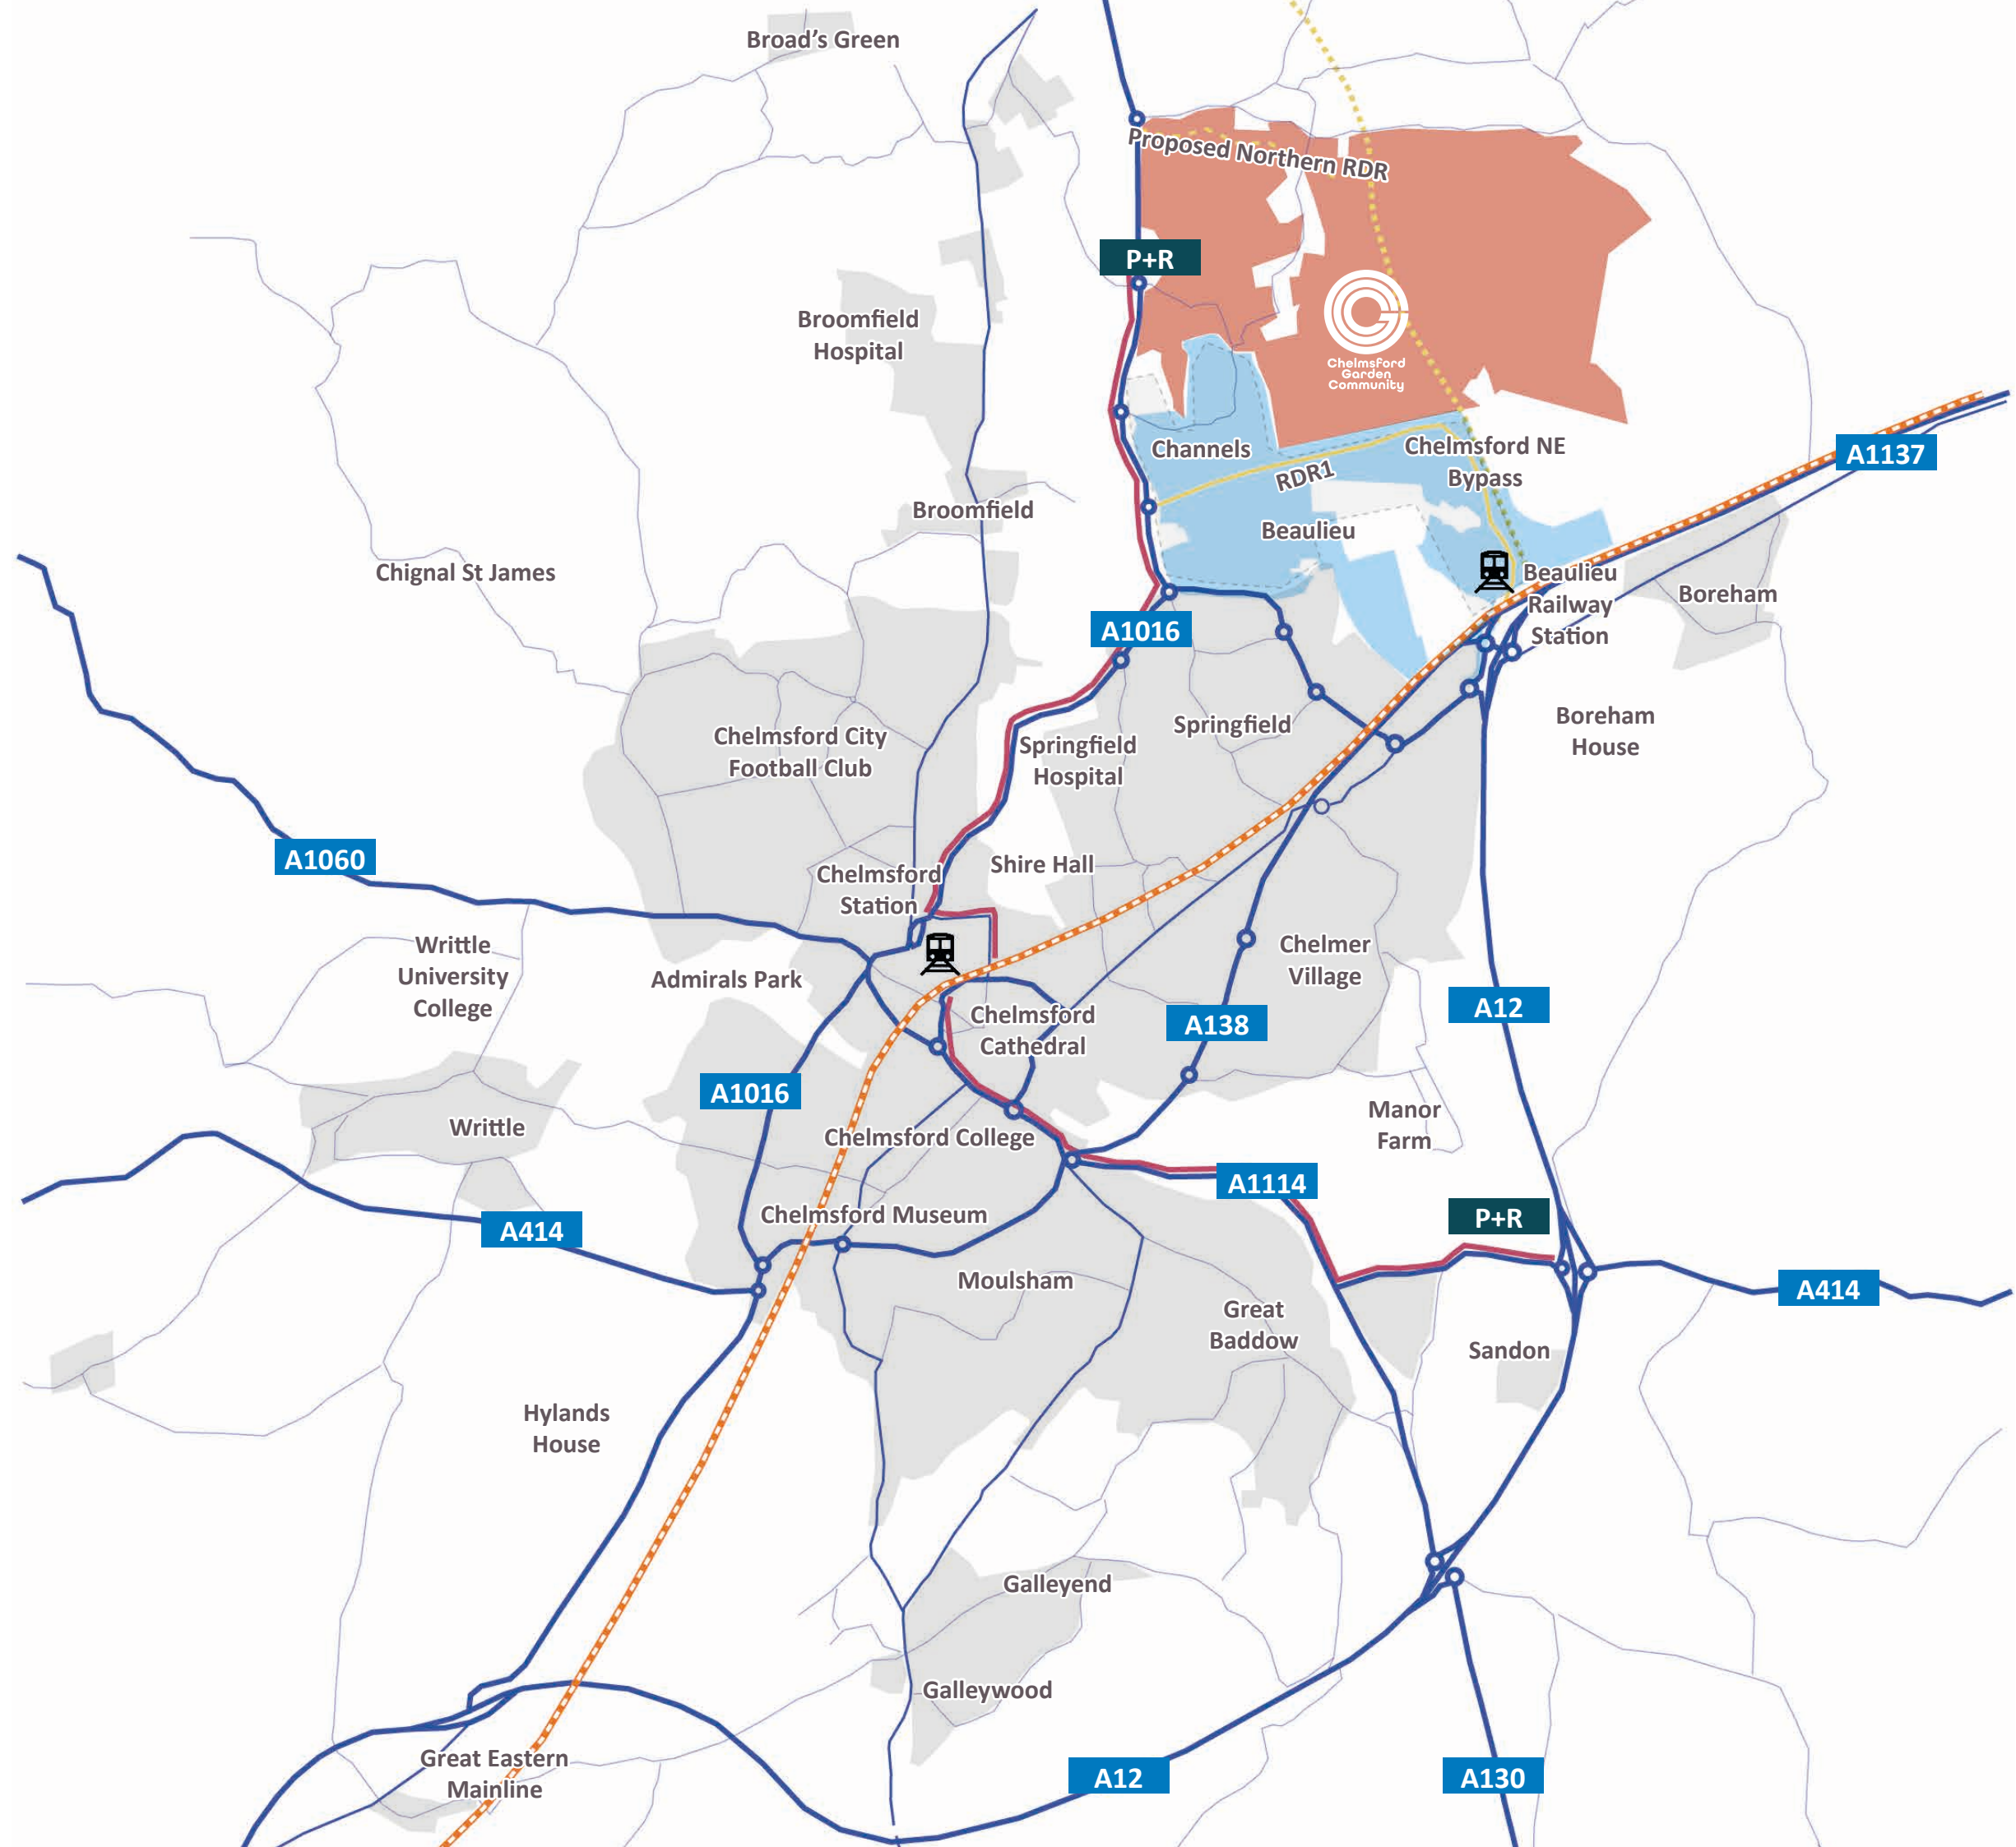 Broad's Green
Proposed Northern RDR
P+R
Broomfield
Hospital
Chelmsford
Garden
Community
Channels
RDR1
Chelmsford NE
Bypass
A1137
Broomfield
Beaulieu
Chignal St James
Beaulieu
Railway
Station
Boreham
A1016
Chelmsford City
Football Club
Springfield
Hospital
Springfield
Boreham
House
A1060
Chelmsford
Station
Shire Hall
Writtle
University
College
Admirals Park
Chelmer
Village
A12
Chelmsford
Cathedral
A138
A1016
Writtle
Chelmsford College
Manor
Farm
A1114
P+R
A414
Chelmsford Museum
Moulsham
A414
Great
Baddow
Sandon
Hylands
House
Galleyend
Galleywood
Great Eastern
Mainline
A12
A130